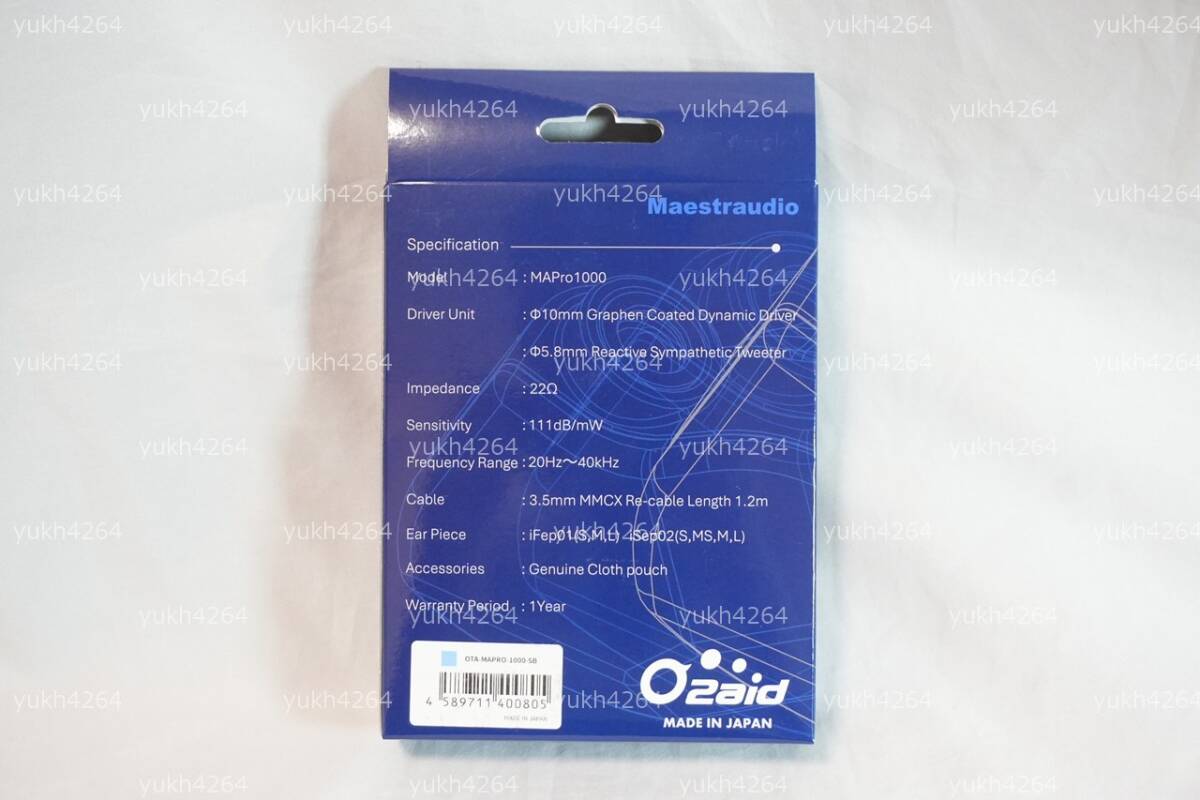 Maestraudio
Specification
Model : MAPro1000
Driver Unit : Φ10mm Graphen Coated Dynamic Driver
: Φ5.8mm Reactive Sympathetic Tweeter
Impedance : 22Ω
Sensitivity : 111dB/mW
Frequency Range : 20Hz～40kHz
Cable : 3.5mm MMCX Re-cable Length 1.2m
Ear Piece : iFep01(S,M,L) iSep02(S,MS,M,L)
Accessories : Genuine Cloth pouch
Warranty Period : 1Year
OTA-MAPRO-1000-SB
4 589711 400805
MADE IN JAPAN
O2aid
MADE IN JAPAN
yukh4264